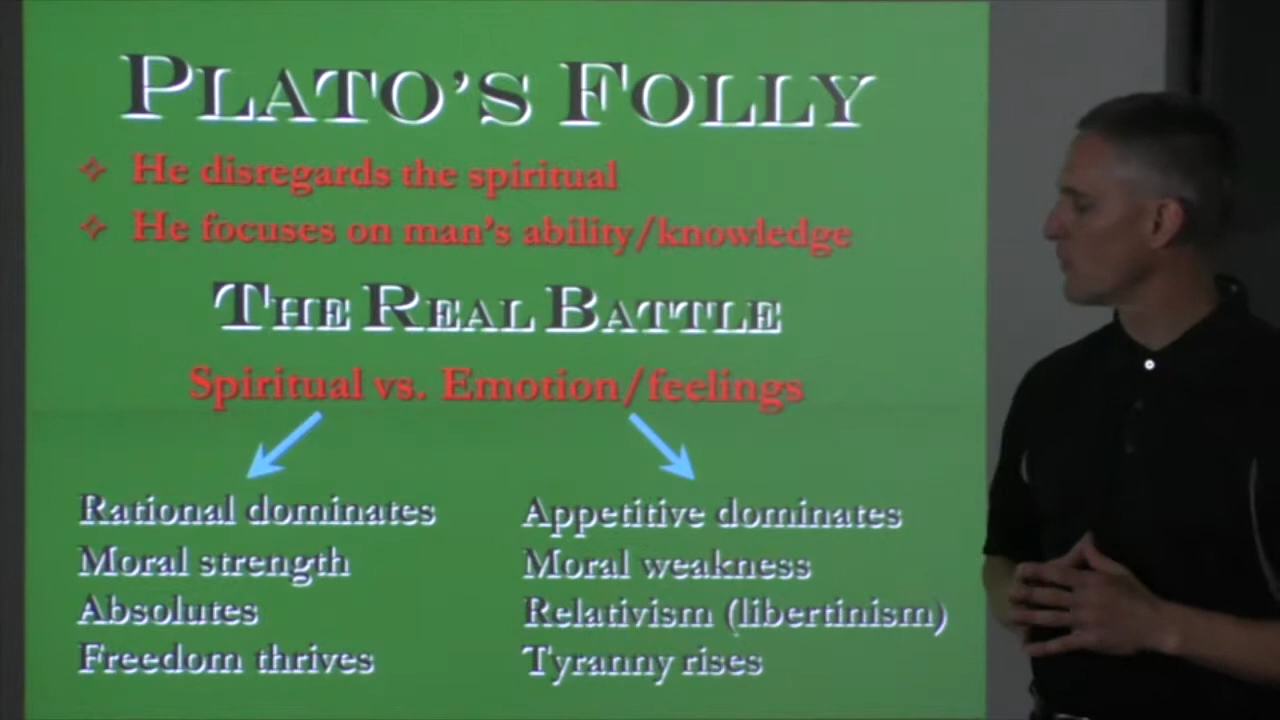 PLATO'S FOLLY
He disregards the spiritual
He focuses on man's ability/knowledge
THE REAL BATTLE
Spiritual vs. Emotion/feelings
Rational dominates
Moral strength
Absolutes
Freedom thrives
Appetitive dominates
Moral weakness
Relativism (libertinism)
Tyranny rises